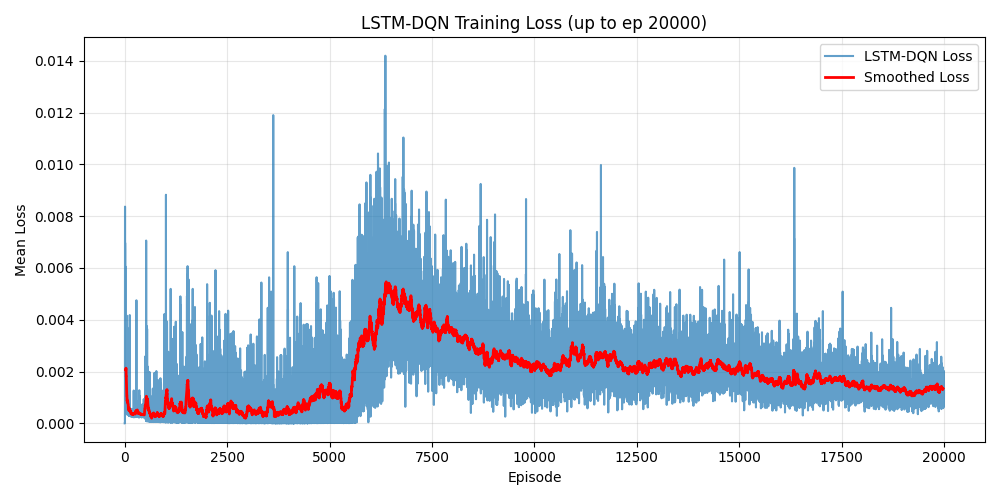 LSTM-DQN Training Loss (up to ep 20000)
LSTM-DQN Loss
Smoothed Loss
Mean Loss
0.014
0.012
0.010
0.008
0.006
0.004
0.002
0.000
0 2500 5000 7500 10000 12500 15000 17500 20000
Episode